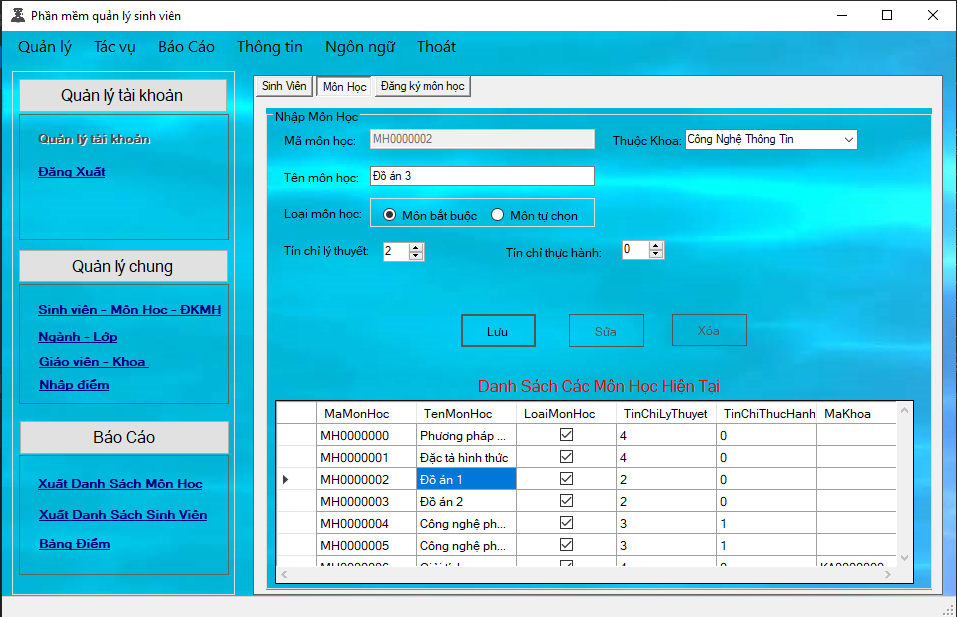 Phần mềm quản lý sinh viên
Quản lý Tác vụ Báo Cáo Thông tin Ngôn ngữ Thoát
Quản lý tài khoản
Quản lý tài khoản
Đăng Xuất
Quản lý chung
Sinh viên - Môn Học - ĐKMH
Ngành - Lớp
Giáo viên - Khoa
Nhập điểm
Báo Cáo
Xuất Danh Sách Môn Học
Xuất Danh Sách Sinh Viên
Bảng Điểm
Sinh Viên Môn Học Đăng ký môn học
Nhập Môn Học
Mã môn học: MH0000002 Thuộc Khoa: Công Nghệ Thông Tin
Tên môn học: Đồ án 3
Loại môn học: Môn bắt buộc Môn tự chọn
Tín chỉ lý thuyết: 2 Tín chỉ thực hành: 0
Lưu Sửa Xóa
Danh Sách Các Môn Học Hiện Tại
MaMonHoc TenMonHoc LoaiMonHoc TinChiLyThuyet TinChiThucHanh MaKhoa
MH0000000 Phương pháp ... 4 0
MH0000001 Đặc tả hình thức 4 0
MH0000002 Đồ án 1 2 0
MH0000003 Đồ án 2 2 0
MH0000004 Công nghệ ph... 3 1
MH0000005 Công nghệ ph... 3 1